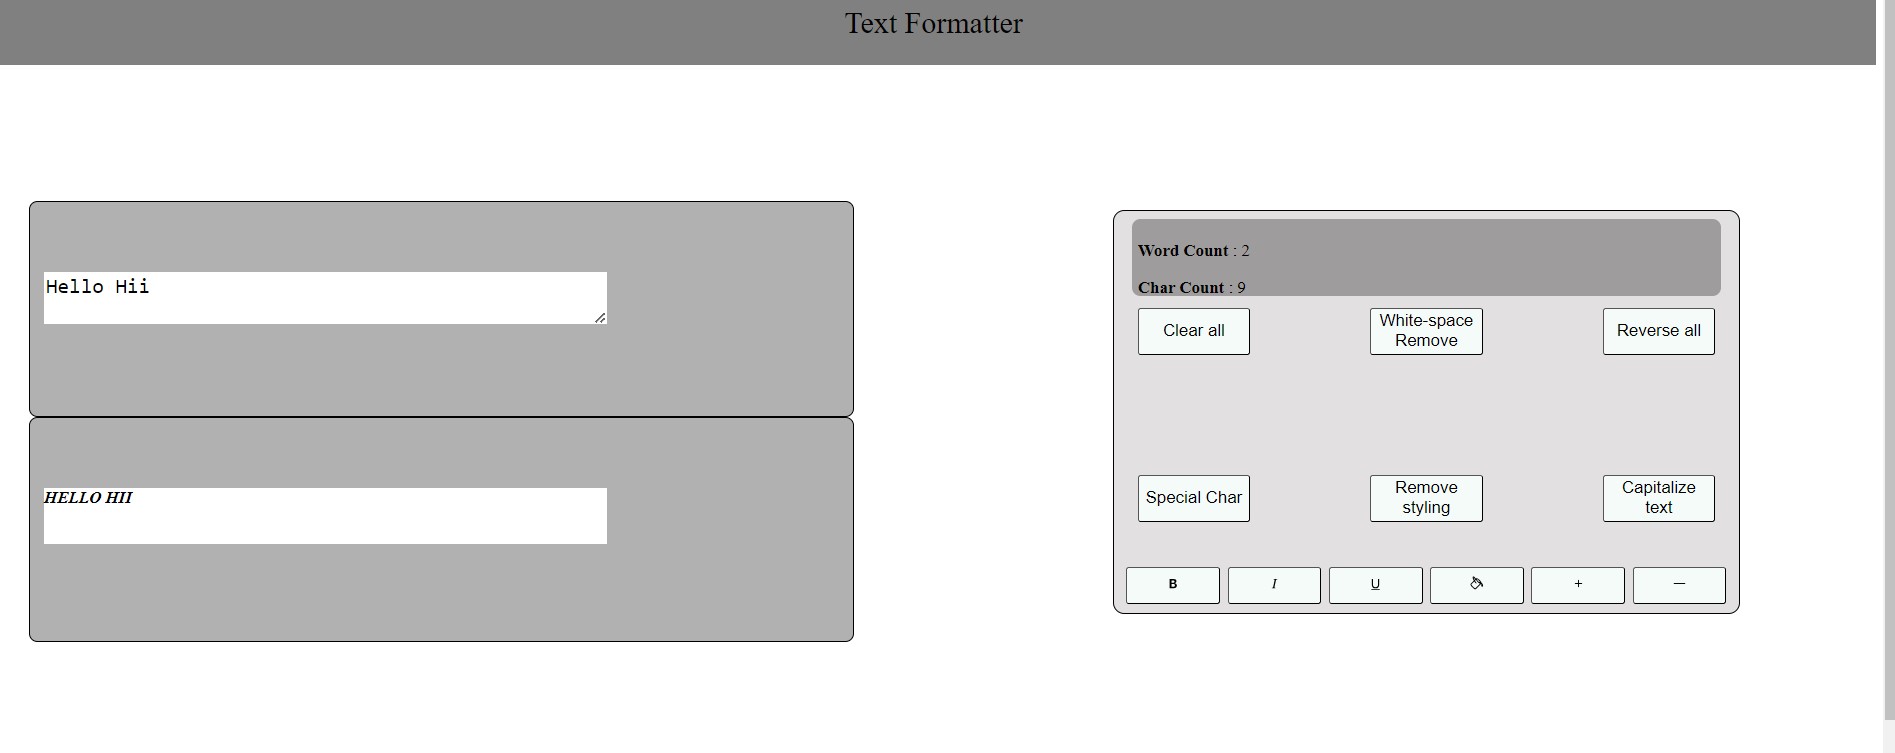 Text Formatter
Hello Hii
HELLO HII
Word Count : 2
Char Count : 9
Clear all
White-space
Remove
Reverse all
Special Char
Remove
styling
Capitalize
text
B
I
U
+
—